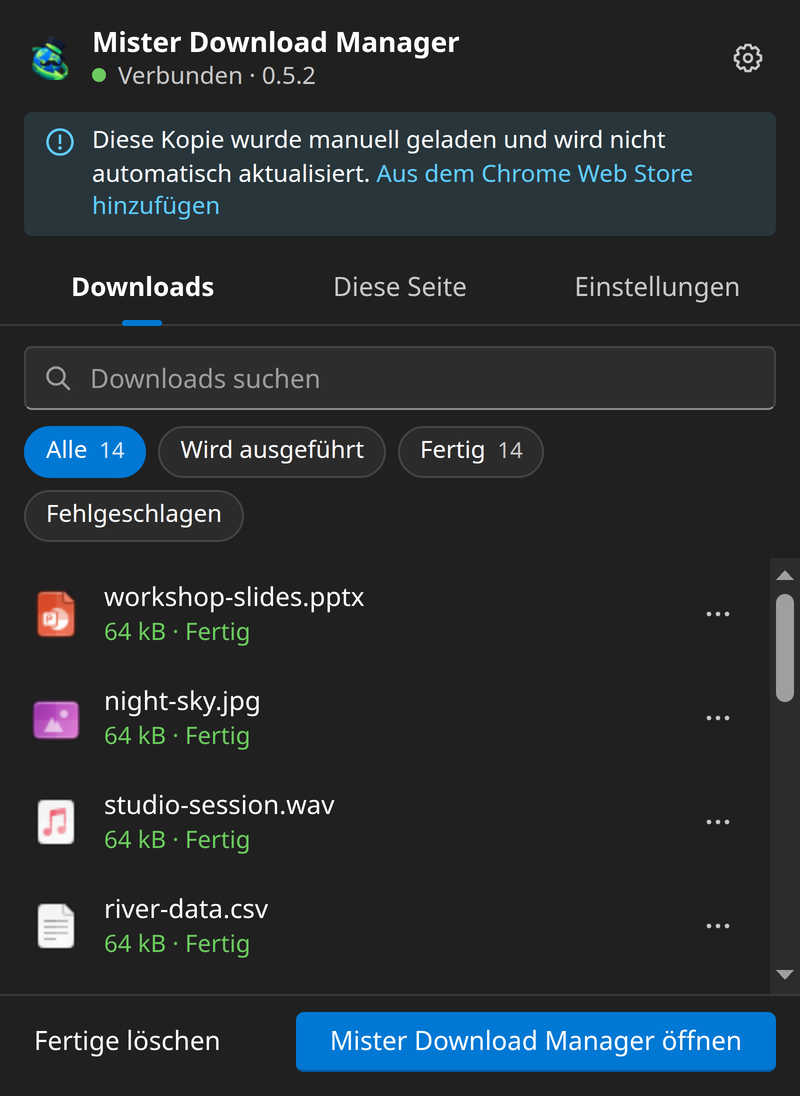 Mister Download Manager
Verbunden · 0.5.2
Diese Kopie wurde manuell geladen und wird nicht
automatisch aktualisiert. Aus dem Chrome Web Store
hinzufügen
Downloads Diese Seite Einstellungen
Downloads suchen
Alle 14 Wird ausgeführt Fertig 14
Fehlgeschlagen
workshop-slides.pptx
64 kB · Fertig
night-sky.jpg
64 kB · Fertig
studio-session.wav
64 kB · Fertig
river-data.csv
64 kB · Fertig
Fertige löschen Mister Download Manager öffnen